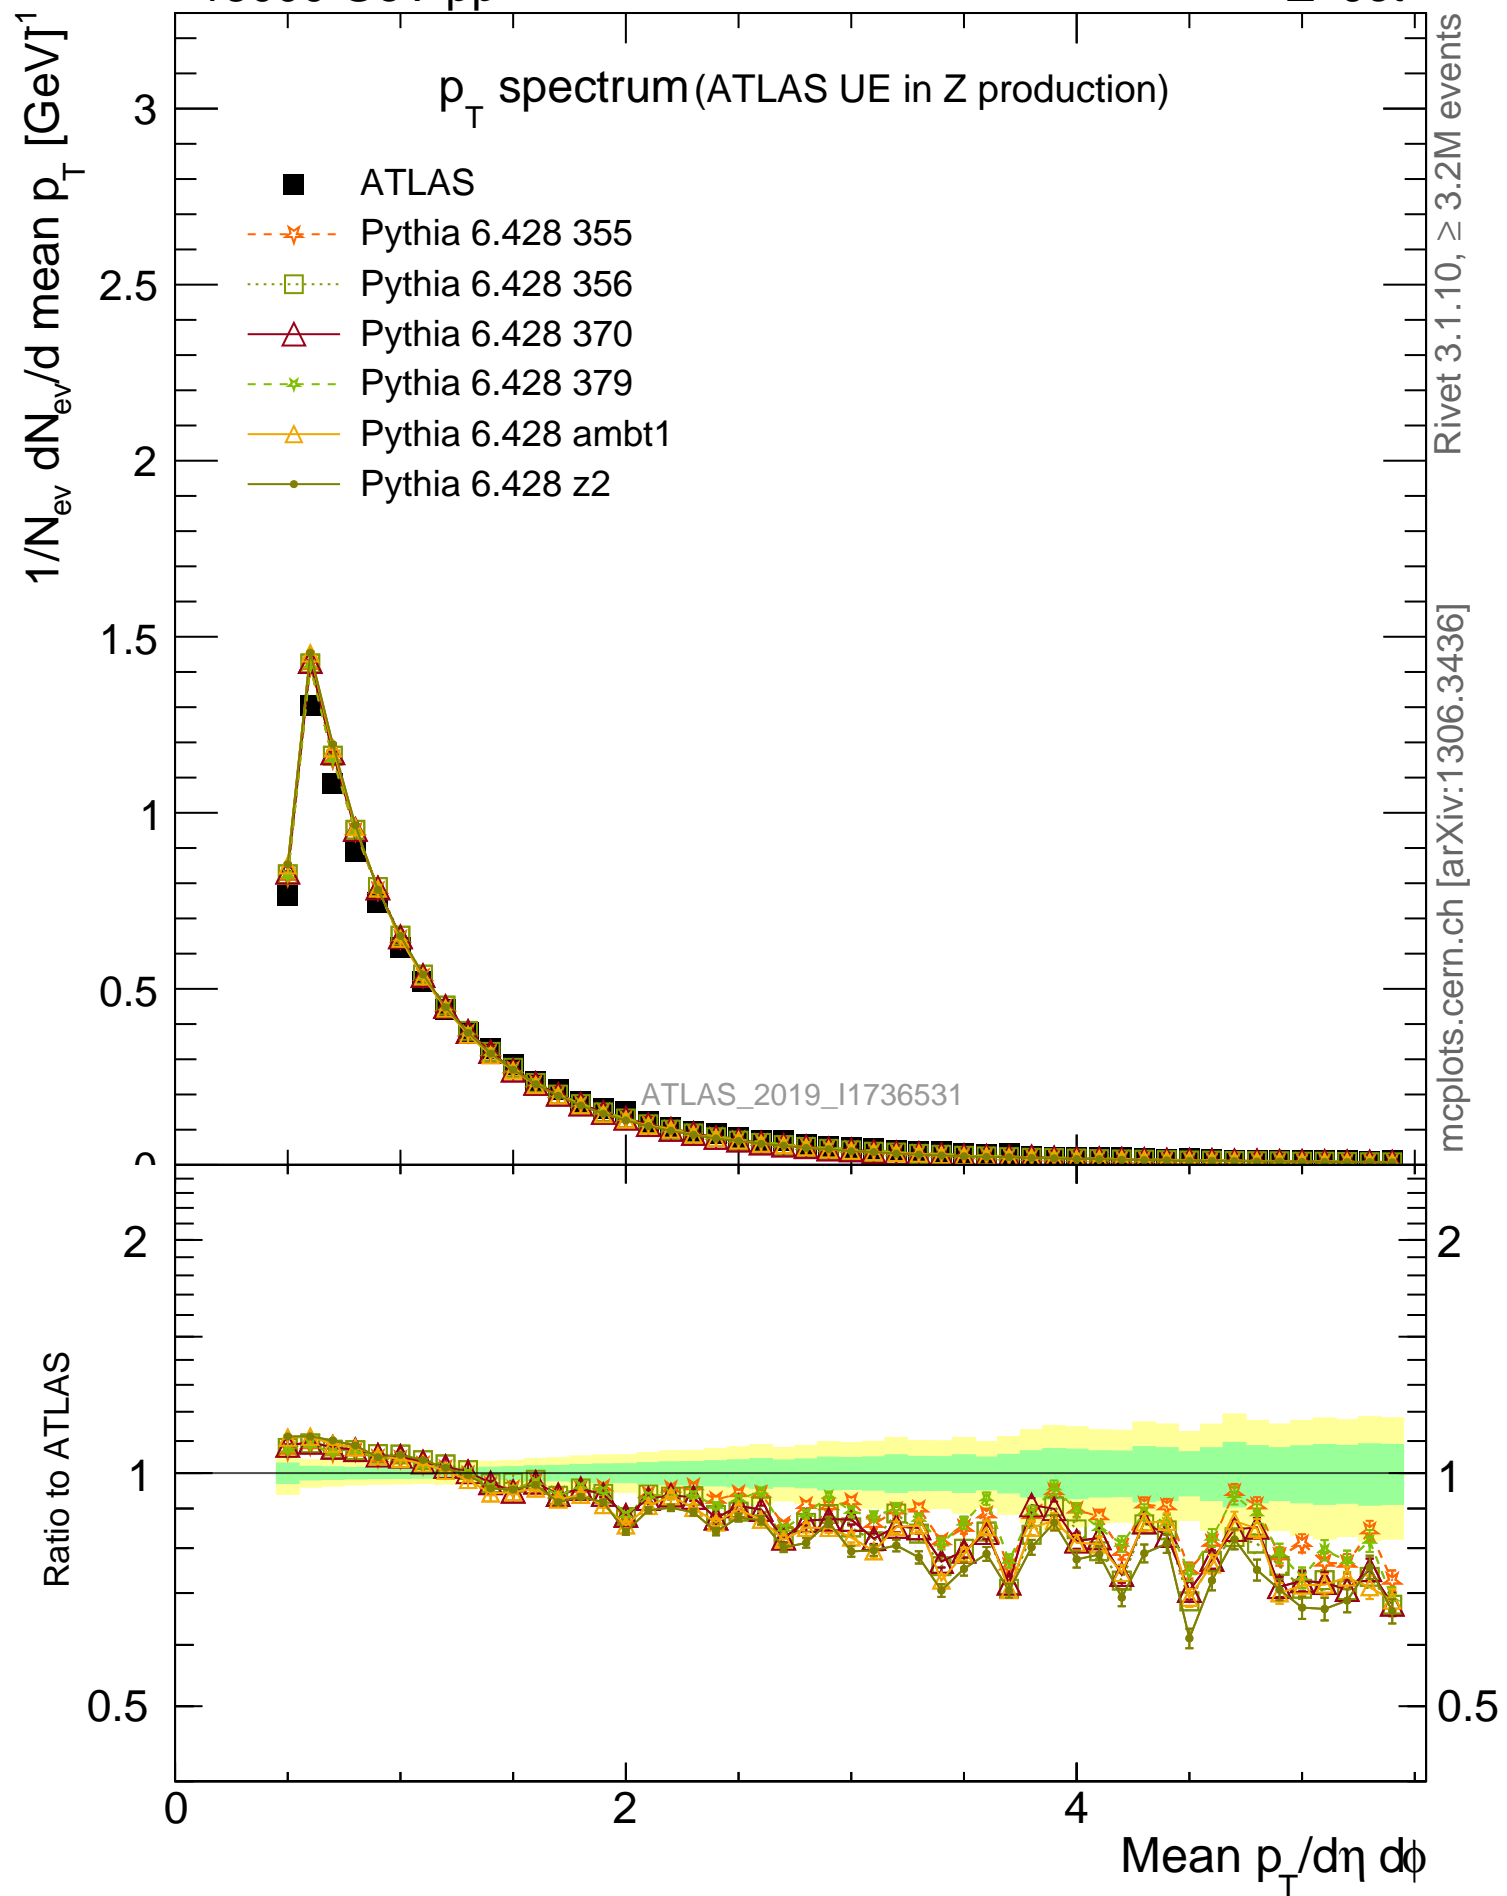 p_T spectrum (ATLAS UE in Z production)
1/N_ev dN_ev/d mean p_T [GeV]^-1
ATLAS
Pythia 6.428 355
Pythia 6.428 356
Pythia 6.428 370
Pythia 6.428 379
Pythia 6.428 ambt1
Pythia 6.428 z2
3
2.5
2
1.5
1
0.5
0
ATLAS_2019_I1736531
Rivet 3.1.10, ≥ 3.2M events
mcplots.cern.ch [arXiv:1306.3436]
Ratio to ATLAS
2
1
0.5
2
1
0.5
0
2
4
Mean p_T/dη dϕ